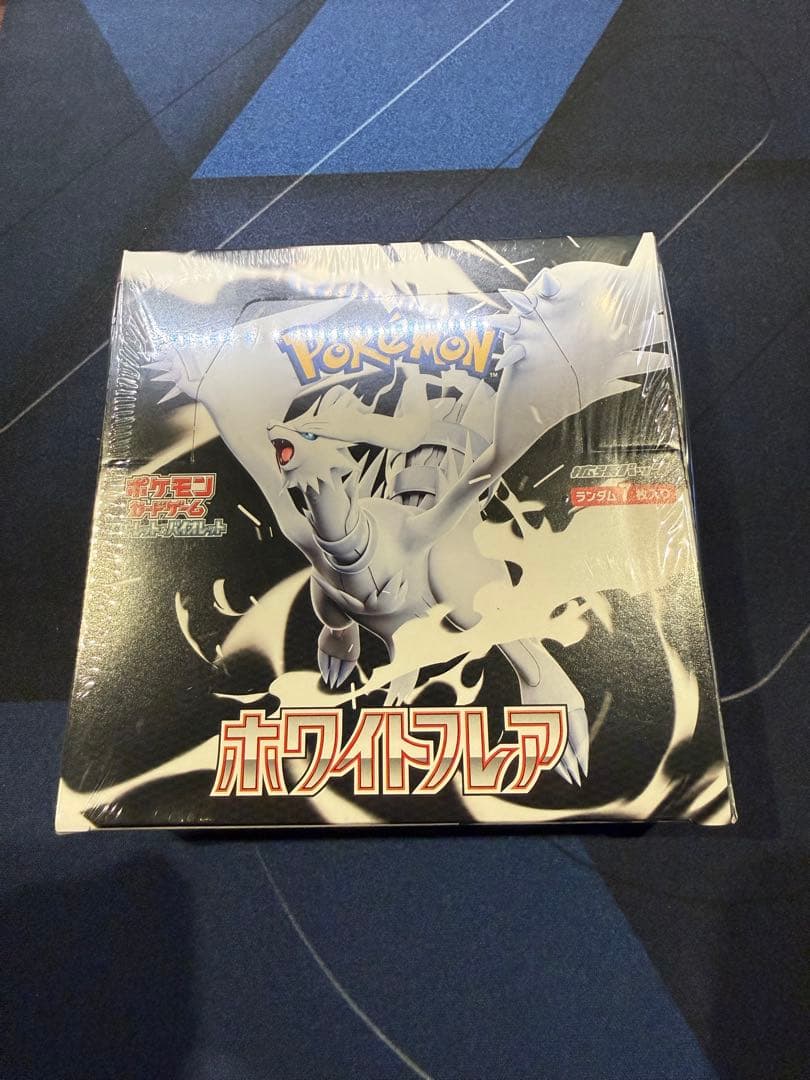 POKéMON
TM
ポケモン
カードゲーム
拡張パック
ランダム7枚入り
ホワイトフレア